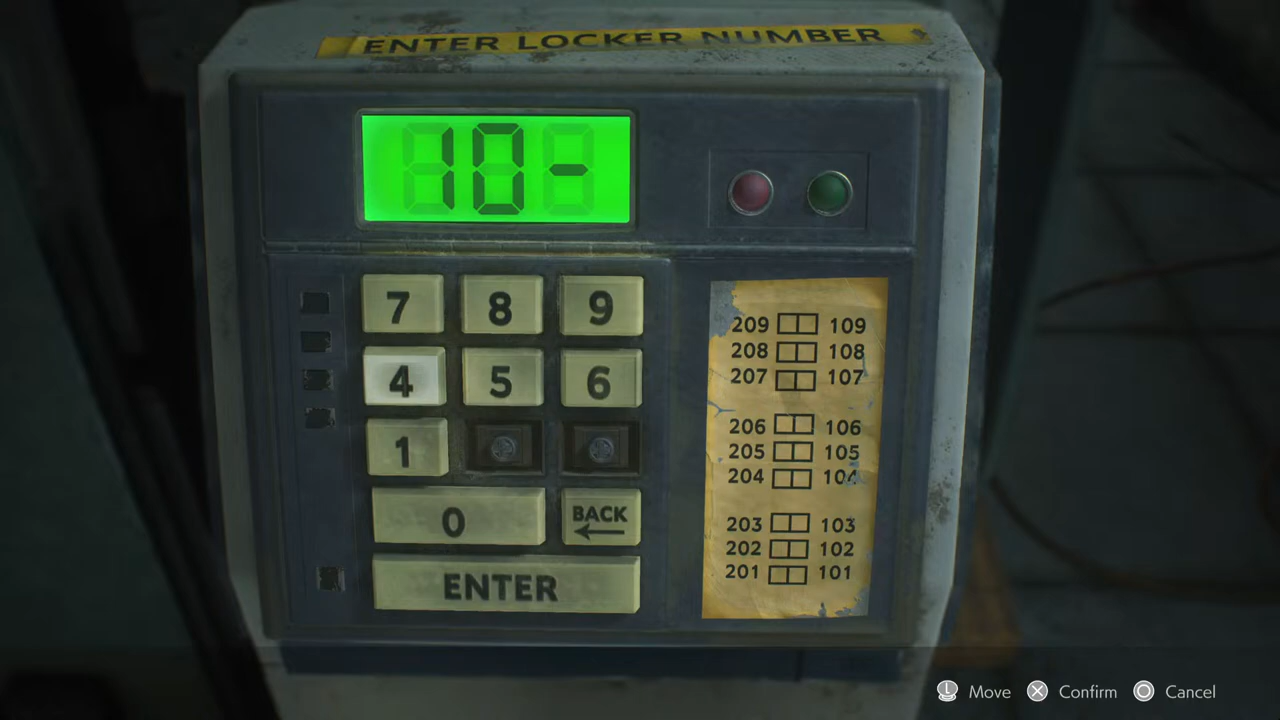 ENTER LOCKER NUMBER
10-
7 8 9
4 5 6
1
0 BACK
ENTER
209 109
208 108
207 107
206 106
205 105
204 104
203 103
202 102
201 101
L Move Confirm Cancel